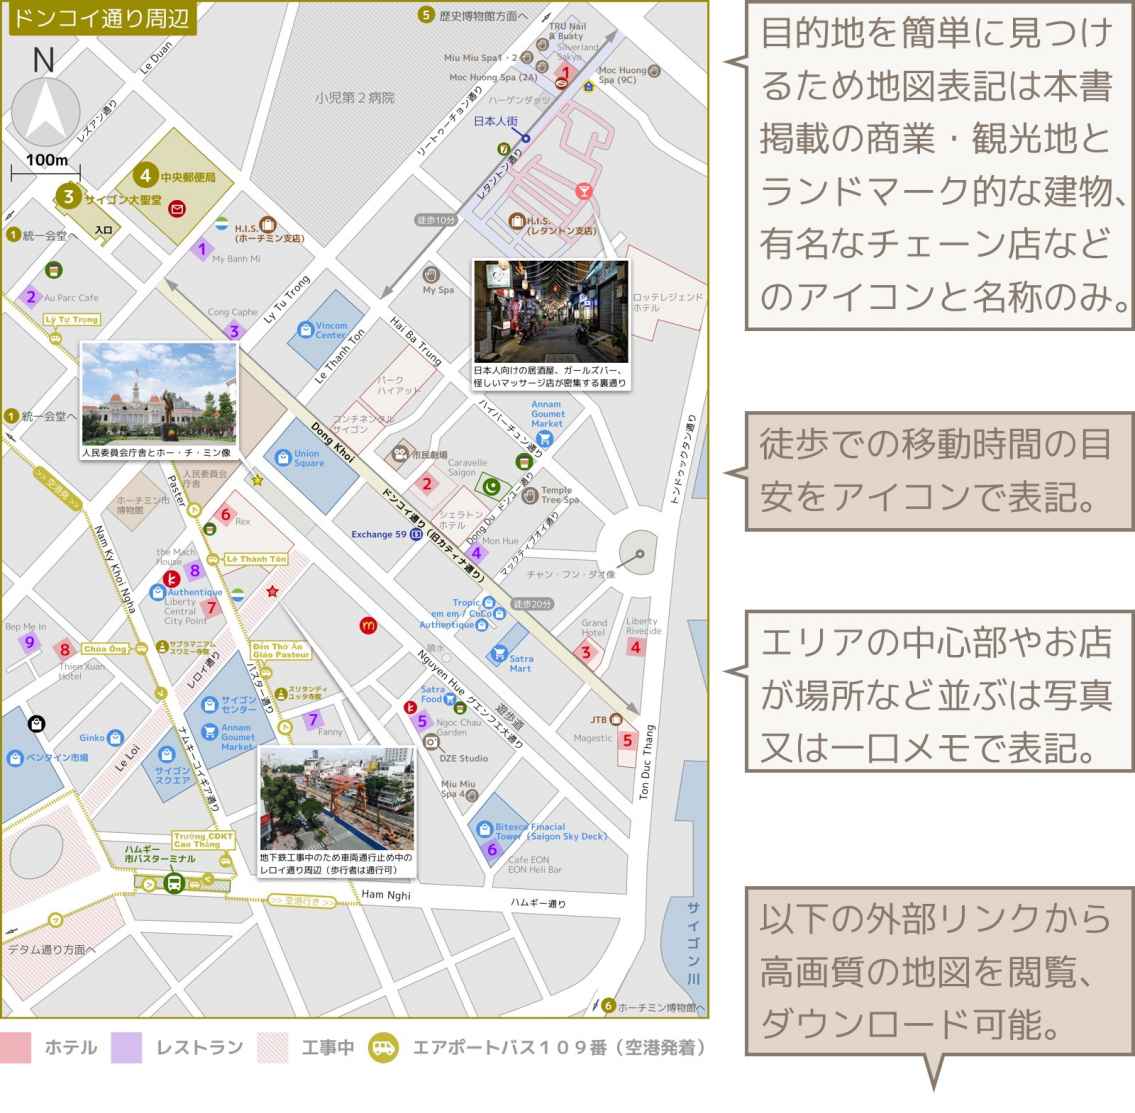 ドンコイ通り周辺
N
100m
Le Duan
レズアン通り
小児第２病院
5 歴史博物館方面へ
TRU Nail
& Buaty
Silverland
Sakyo
Miu Miu Spa1・2
Moc Huong Spa (2A)
1
Moc Huong
Spa (9C)
ハーゲンダッツ
リートゥーチョン通り
日本人街
レタントン通り
4 中央郵便局
3 サイゴン大聖堂
入口
1 統一会堂へ
徒歩10分
H.I.S.
(ホーチミン支店)
H.I.S.
(レタントン支店)
1
My Banh Mi
My Spa
2
Au Parc Cafe
Lý Tự Trọng
Cong Caphe
3
Ly Tu Trong
Vincom
Center
Le Thanh Ton
Hai Ba Trung
ロッテレジェンド
ホテル
日本人向けの居酒屋、ガールズバー、
怪しいマッサージ店が密集する裏通り
人民委員会庁舎とホー・チ・ミン像
パーク
ハイアット
コンチネンタル
サイゴン
ハイバーチュン通り
Annam
Goumet
Market
1 統一会堂へ
>> 空港発 >>
Dong Khoi
Union
Square
市民劇場
Caravelle
Saigon
2
Temple
Tree Spa
トンドゥックタン通り
人民委員会
庁舎
ホーチミン市
博物館
Paster
6
Rex
シェラトン
ホテル
Dong Du ドンユー通り
マックティブオイ通り
ドンコイ通り(旧カティナ通り)
Exchange 59
4
Mon Hue
チャン・フン・ダオ像
Nam Ky Khoi Ngha
the Mach
House
8
Lê Thánh Tôn
Authentique
Liberty
Central
City Point
7
Tropic
em em / CoCo
Authentique
徒歩20分
Bep Me In
9
8
Thien Xuan
Hotel
Chùa Ông
サブラマニアム
スワミー寺院
レロイ通り
Đền Thờ Ấn
Giáo Pasteur
パスター通り
スリタンディ
ユッタ寺院
噴水
Satra
Mart
Grand
Hotel
3
Liberty
Riverside
4
Nguyen Hue グエンフエ大通り
遊歩道
Satra
Food
5
Ngoc Chau
Garden
DZE Studio
JTB
Magestic
5
サイゴン
センター
Annam
Goumet
Market
7
Fanny
ベンタイン市場
Ginko
Le Loi
サイゴン
スクエア
ナムキーコイギア通り
Ton Duc Thang
Miu Miu
Spa 4
Bitexco Finacial
Tower（Saigon Sky Deck）
6
Cafe EON
EON Heli Bar
地下鉄工事中のため車両通行止め中の
レロイ通り周辺（歩行者は通行可）
Trường CĐKT
Cao Thắng
ハムギー
市バスターミナル
Ham Nghi
>> 空港行き >>
ハムギー通り
デタム通り方面へ
サイゴン川
6 ホーチミン博物館へ
ホテル
レストラン
工事中
エアポートバス１０９番（空港発着）
目的地を簡単に見つけ
るため地図表記は本書
掲載の商業・観光地と
ランドマーク的な建物、
有名なチェーン店など
のアイコンと名称のみ。
徒歩での移動時間の目
安をアイコンで表記。
エリアの中心部やお店
が場所など並ぶは写真
又は一口メモで表記。
以下の外部リンクから
高画質の地図を閲覧、
ダウンロード可能。